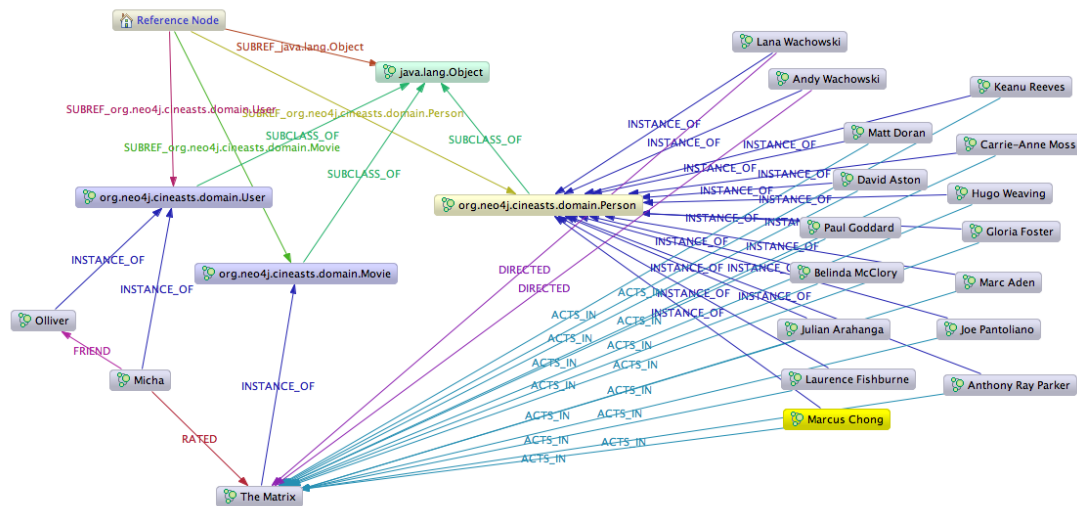 Reference Node
SUBREF_java.lang.Object
java.lang.Object
Lana Wachowski
Andy Wachowski
Keanu Reeves
SUBREF_org.neo4j.cineasts.domain.User
SUBREF_org.neo4j.cineasts.domain.Person
SUBCLASS_OF
SUBREF_org.neo4j.cineasts.domain.Movie
SUBCLASS_OF
SUBCLASS_OF
INSTANCE_OF
Matt Doran
INSTANCE_OF
INSTANCE_OF
Carrie-Anne Moss
David Aston
INSTANCE_OF
INSTANCE_OF
Hugo Weaving
org.neo4j.cineasts.domain.User
org.neo4j.cineasts.domain.Person
INSTANCE_OF
Paul Goddard
Gloria Foster
INSTANCE_OF
INSTANCE_OF
INSTANCE_OF
org.neo4j.cineasts.domain.Movie
DIRECTED
INSTANCE_OF
Belinda McClory
Marc Aden
INSTANCE_OF
DIRECTED
ACTS_IN
INSTANCE_OF
INSTANCE_OF
Olliver
ACTS_IN
ACTS_IN
INSTANCE_OF
Julian Arahanga
Joe Pantoliano
FRIEND
ACTS_IN
ACTS_IN
ACTS_IN
Micha
INSTANCE_OF
ACTS_IN
ACTS_IN
Laurence Fishburne
Anthony Ray Parker
ACTS_IN
ACTS_IN
Marcus Chong
RATED
ACTS_IN
ACTS_IN
ACTS_IN
The Matrix